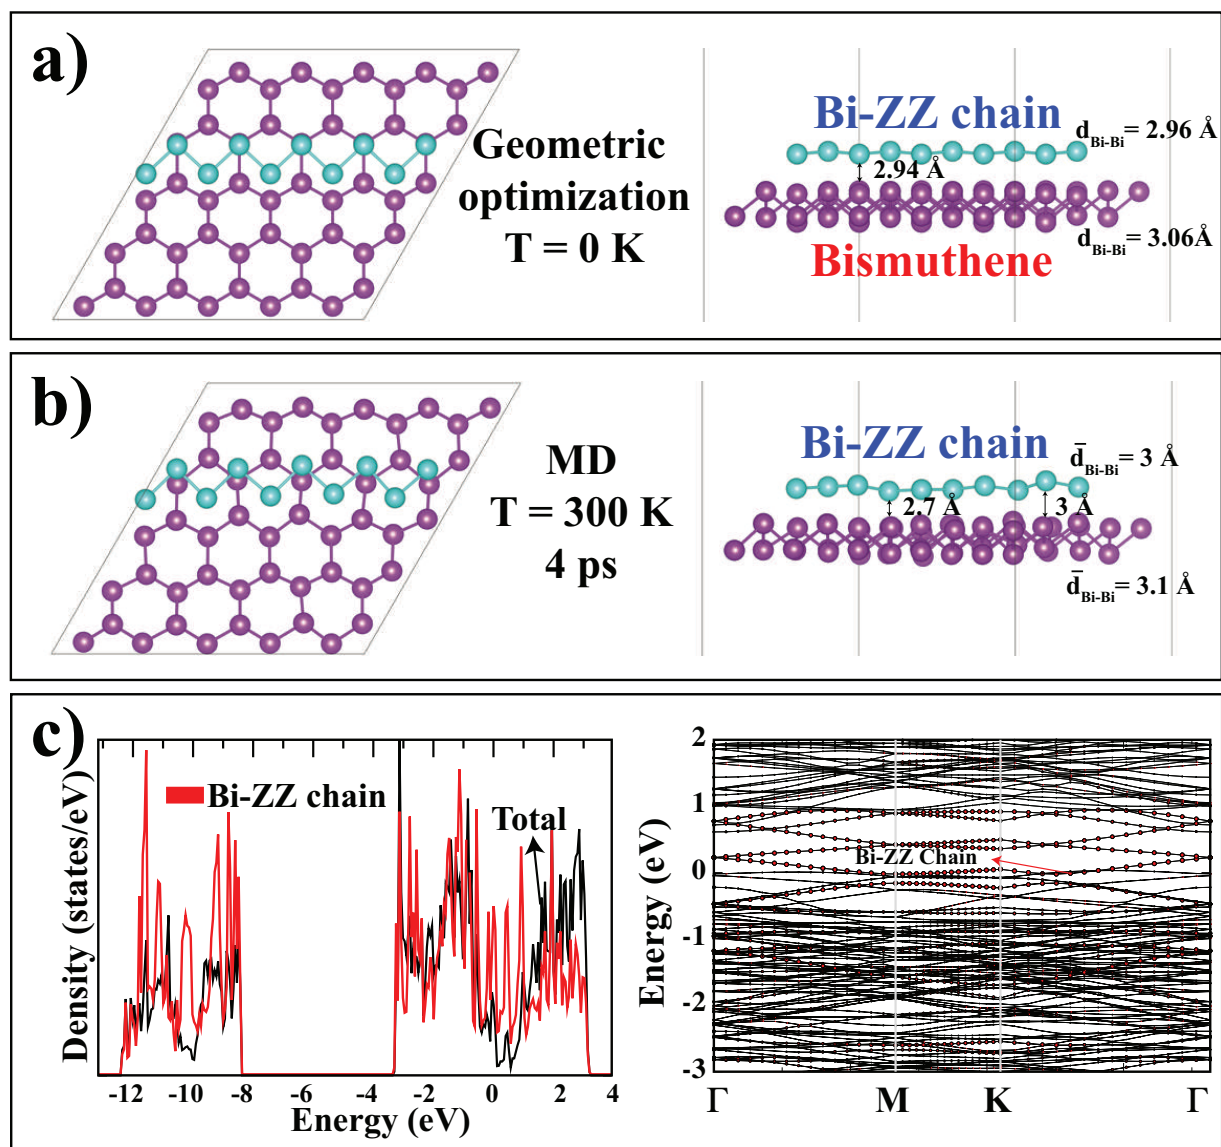 a)
Geometric
optimization
T = 0 K
Bi-ZZ chain
d_Bi-Bi = 2.96 Å
2.94 Å
d_Bi-Bi = 3.06Å
Bismuthene
b)
MD
T = 300 K
4 ps
Bi-ZZ chain
d̄_Bi-Bi = 3 Å
2.7 Å
3 Å
d̄_Bi-Bi = 3.1 Å
c)
Density (states/eV)
Bi-ZZ chain
Total
-12 -10 -8 -6 -4 -2 0 2 4
Energy (eV)
Energy (eV)
2
1
0
-1
-2
-3
Bi-ZZ Chain
Γ M K Γ